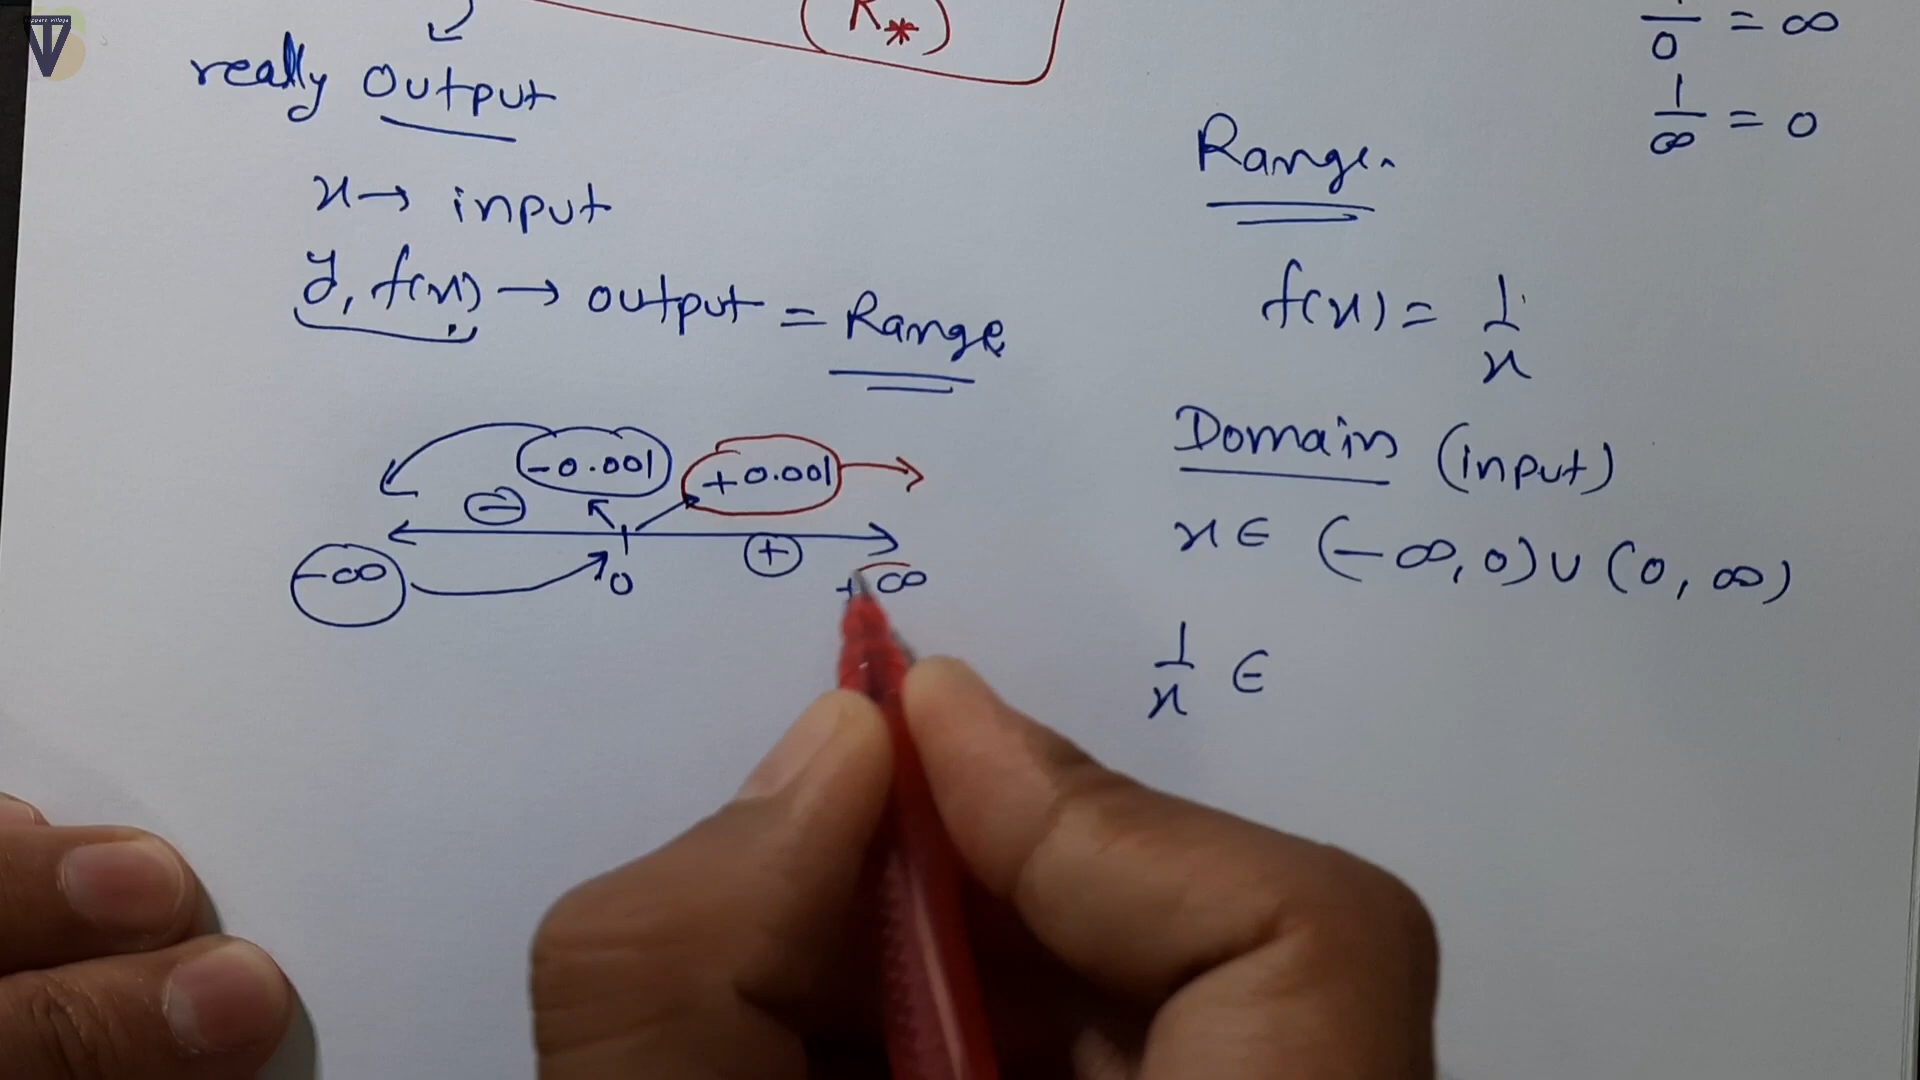 (R*)
really output
x → input
y, f(x) → output = Range
-0.001 +0.001
- +
-∞ 0 +∞
1/0 = ∞
1/∞ = 0
Range
f(x) = 1/x
Domain (input)
x ∈ (-∞, 0) ∪ (0, ∞)
1/x ∈